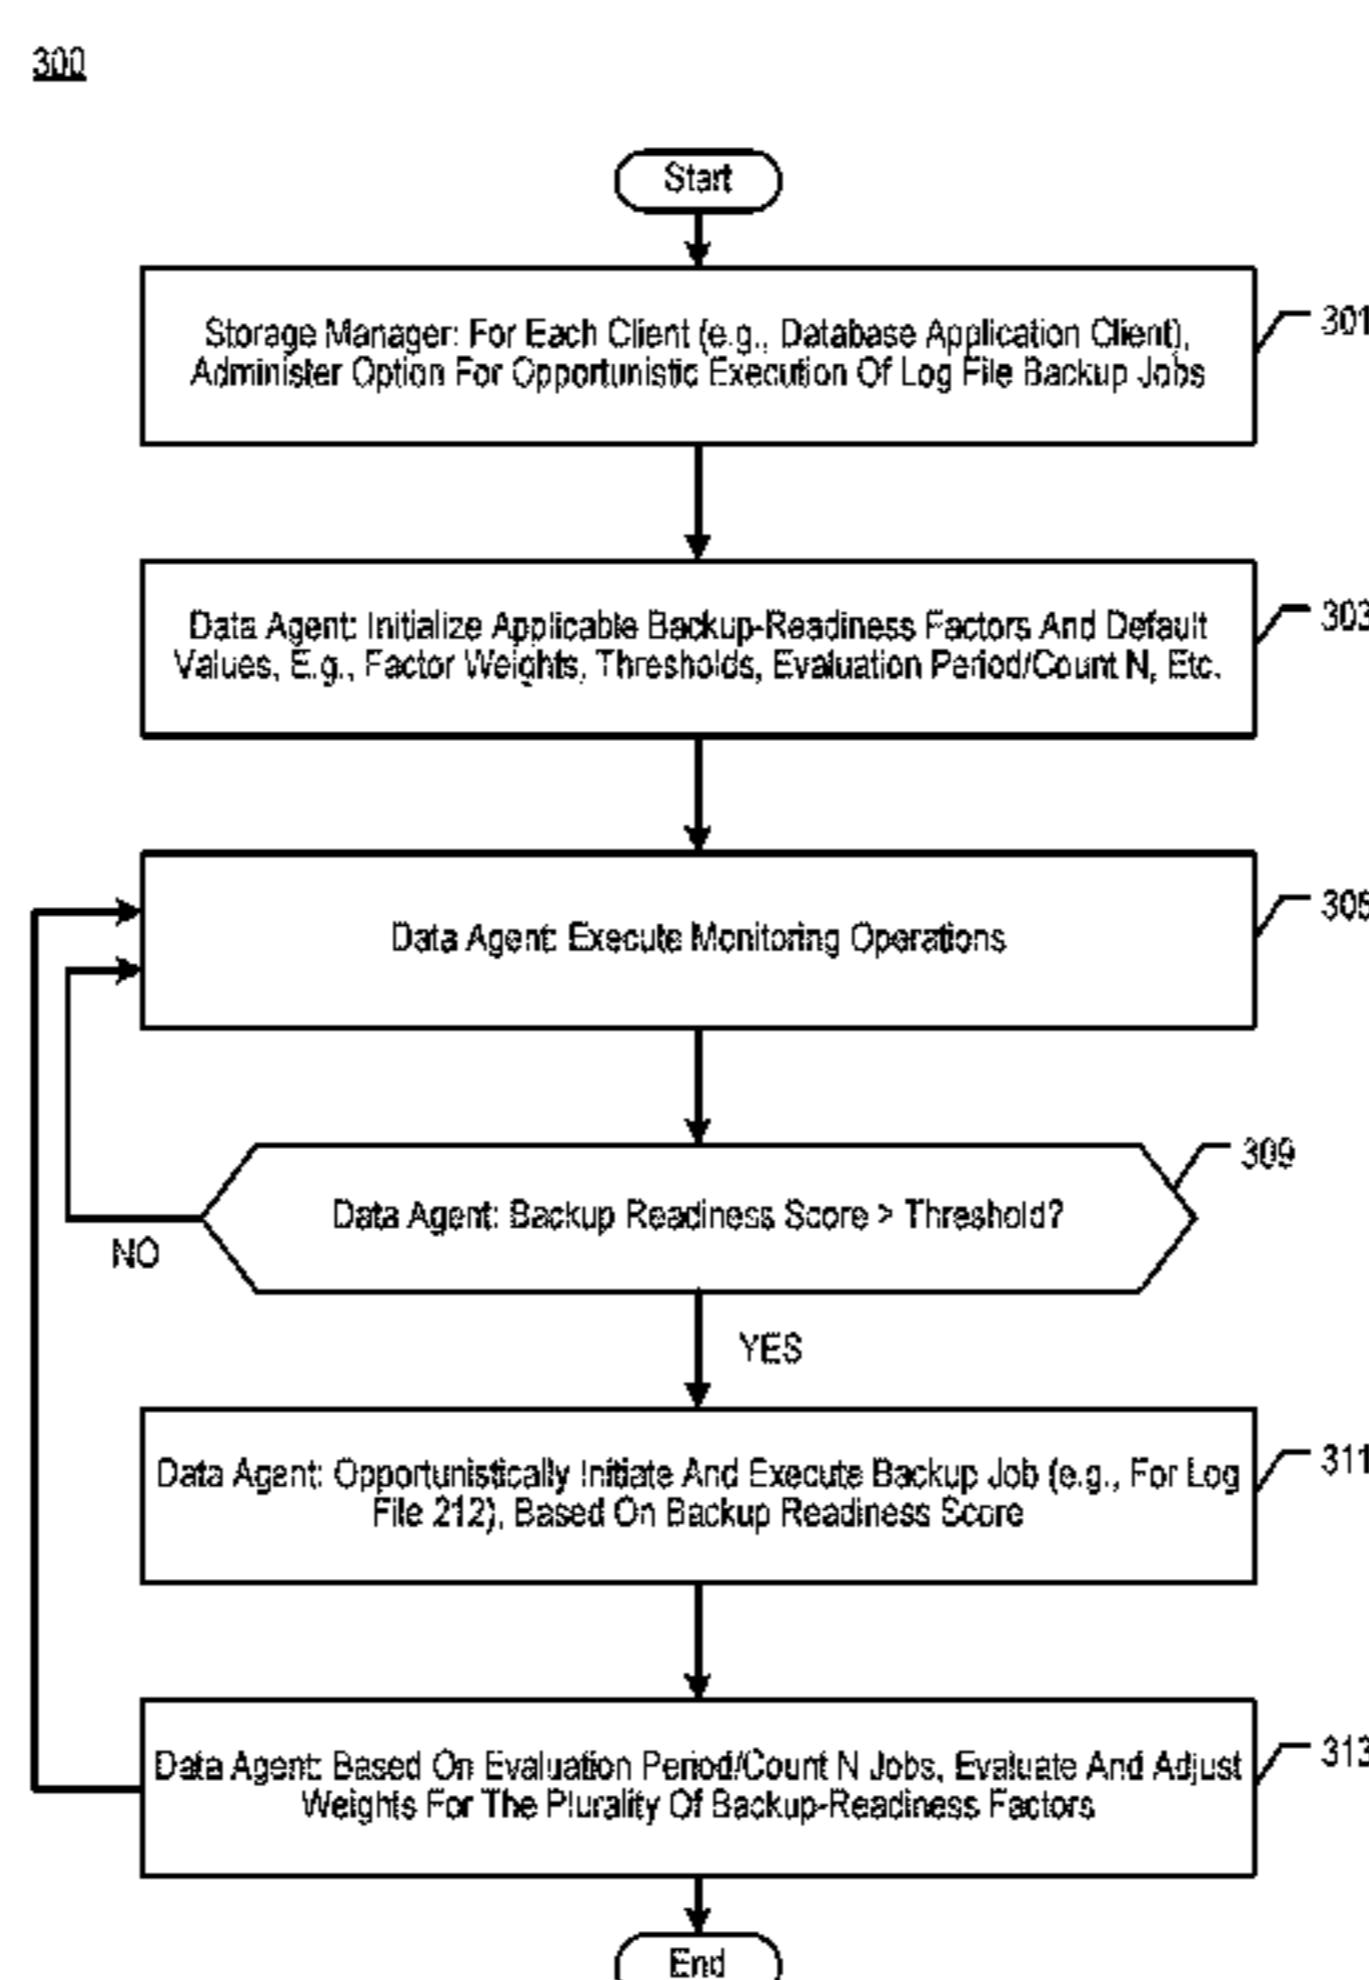 300
Start
Storage Manager: For Each Client (e.g., Database Application Client),
Administer Option For Opportunistic Execution Of Log File Backup Jobs
301
Data Agent: Initialize Applicable Backup-Readiness Factors And Default
Values, E.g., Factor Weights, Thresholds, Evaluation Period/Count N, Etc.
303
Data Agent: Execute Monitoring Operations
305
Data Agent: Backup Readiness Score > Threshold?
309
NO
YES
Data Agent: Opportunistically Initiate And Execute Backup Job (e.g., For Log
File 212), Based On Backup Readiness Score
311
Data Agent: Based On Evaluation Period/Count N Jobs, Evaluate And Adjust
Weights For The Plurality Of Backup-Readiness Factors
313
End